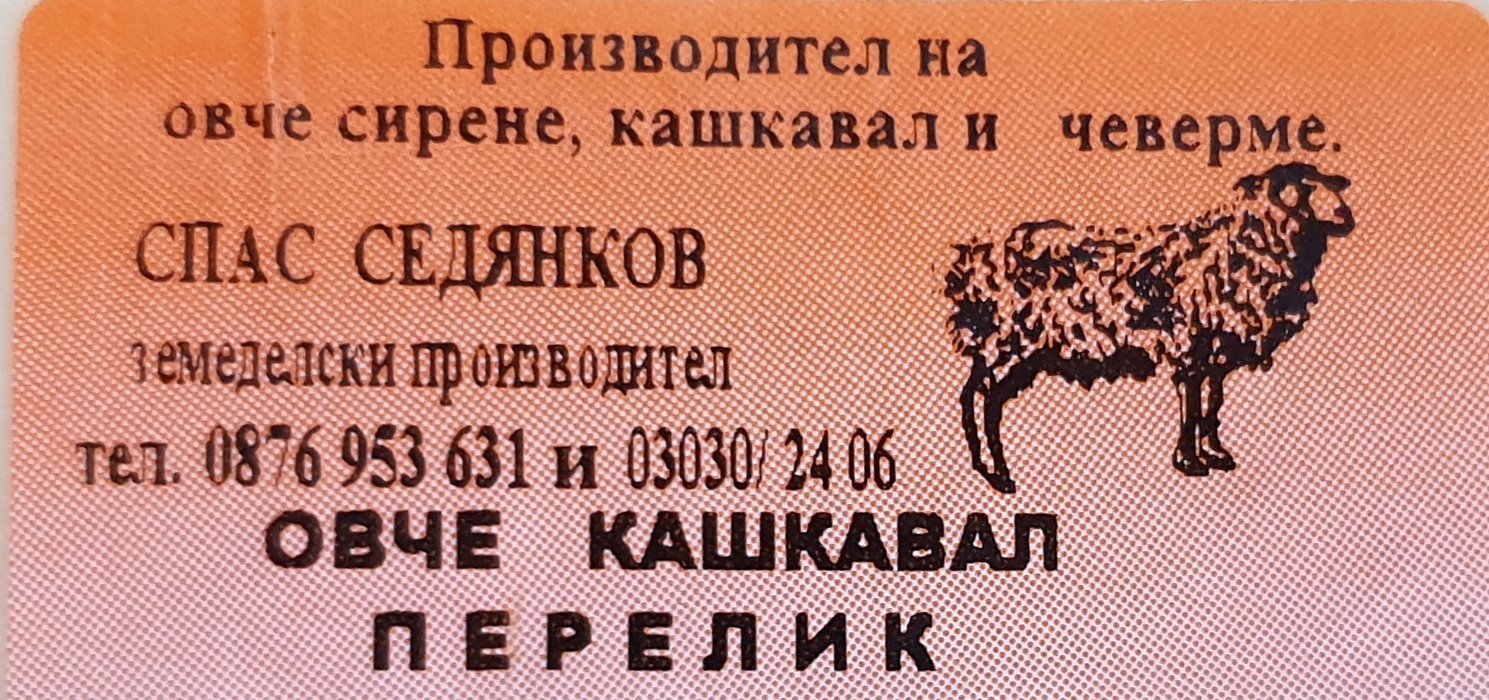 Производител на
овче сирене, кашкавал и чеверме.
СПАС СЕДЯНКОВ
земеделски производител
тел. 0876 953 631 и 03030/ 24 06
ОВЧЕ КАШКАВАЛ
ПЕРЕЛИК